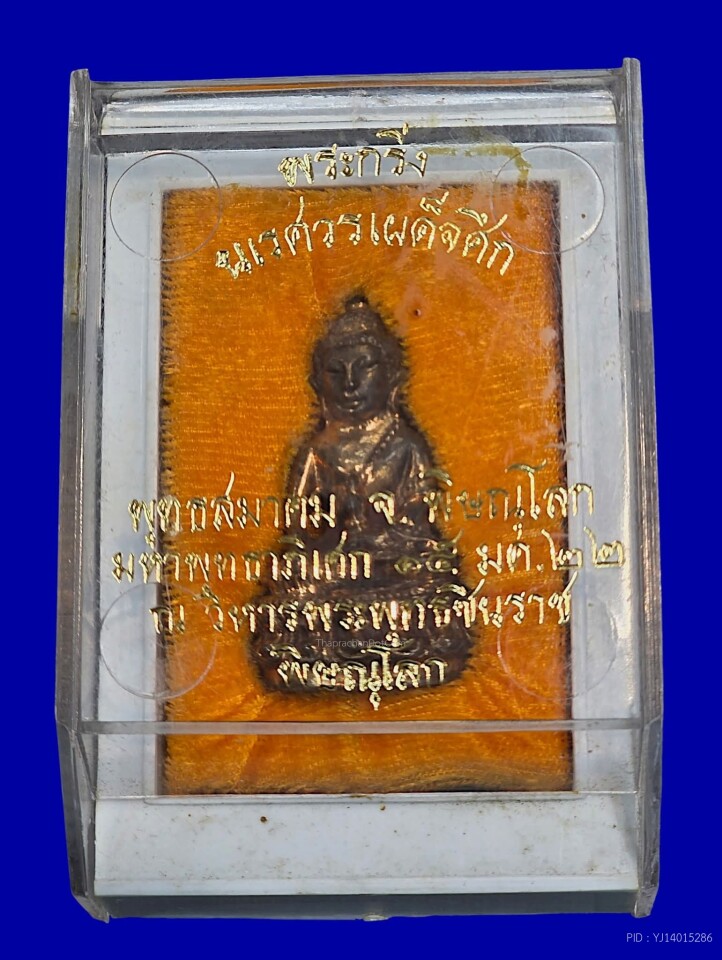 พระกริ่ง
นเรศวรเผด็จศึก
พุทธสมาคม จ. พิษณุโลก
มหาพุทธาภิเศก ๑๕ มค.๒๒
ณ วิหารพระพุทธชินราช
Thaprachan
พิษณุโลก
PID : YJ14015286